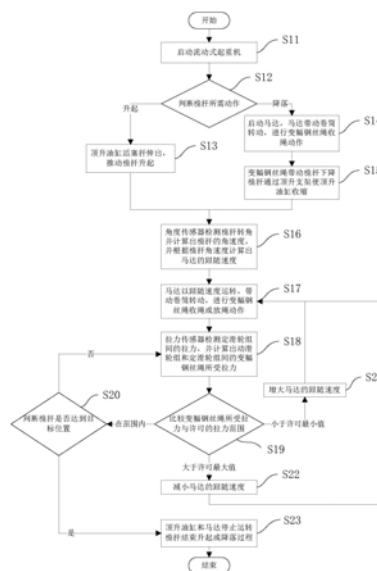 开始
S11
启动流动式起重机
S12
判断桅杆所需动作
升起
降落
S14
启动马达,马达带动卷筒
转动,进行变幅钢丝绳收
绳动作
S13
顶升油缸活塞杆伸出,
推动桅杆升起
S15
变幅钢丝绳带动桅杆下降
桅杆通过顶升支架使顶升
油缸收缩
S16
角度传感器检测桅杆转角
并计算出桅杆的角速度,
并根据桅杆角速度计算出
马达的跟随速度
S17
马达以跟随速度运转,带
动卷筒转动,进行变幅钢
丝绳收绳或放绳动作
S18
拉力传感器检测定滑轮组
间的拉力,并计算出动滑
轮组和定滑轮组间的变幅
钢丝绳所受拉力
否
S20
判断桅杆是否达到目
标位置
在范围内
比较变幅钢丝绳所受拉
力与许可的拉力范围
S19
小于许可最小值
增大马达的跟随速度
大于许可最大值
S22
减小马达的跟随速度
是
S23
顶升油缸和马达停止运转
桅杆结束升起或降落过程
结束